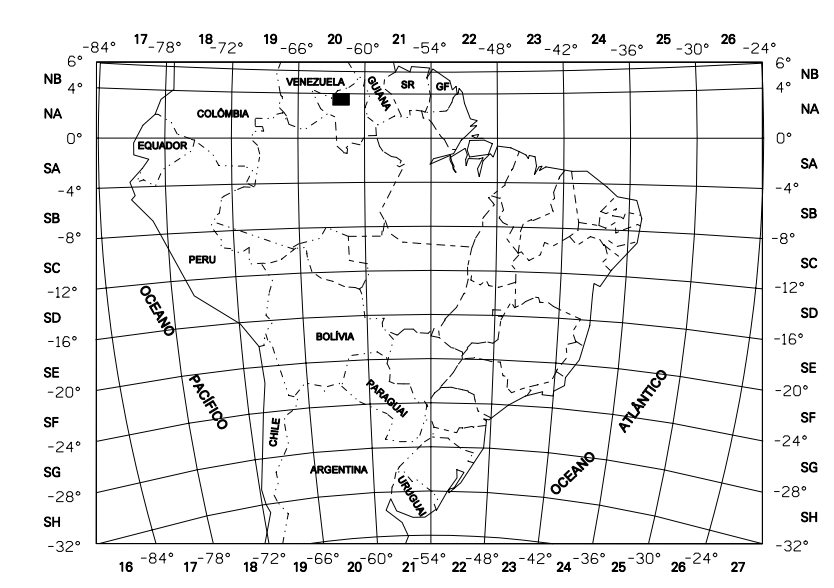 17 18 19 20 21 22 23 24 25 26
-84° -78° -72° -66° -60° -54° -48° -42° -36° -30° -24°
6° 6°
NB 4° NB
VENEZUELA GUIANA SR GF
NA COLÔMBIA NA
0° 0°
EQUADOR
SA SA
-4° -4°
SB SB
-8° -8°
PERU
SC SC
-12° -12°
OCEANO
SD SD
BOLÍVIA
-16° -16°
SE SE
PACÍFICO
PARAGUAI
ATLÂNTICO
-20° -20°
SF CHILE SF
-24° -24°
ARGENTINA
OCEANO
SG SG
URUGUAI
-28° -28°
SH SH
-32° -32°
-84° -78° -72° -66° -60° -54° -48° -42° -36° -30° -24°
16 17 18 19 20 21 22 23 24 25 26 27